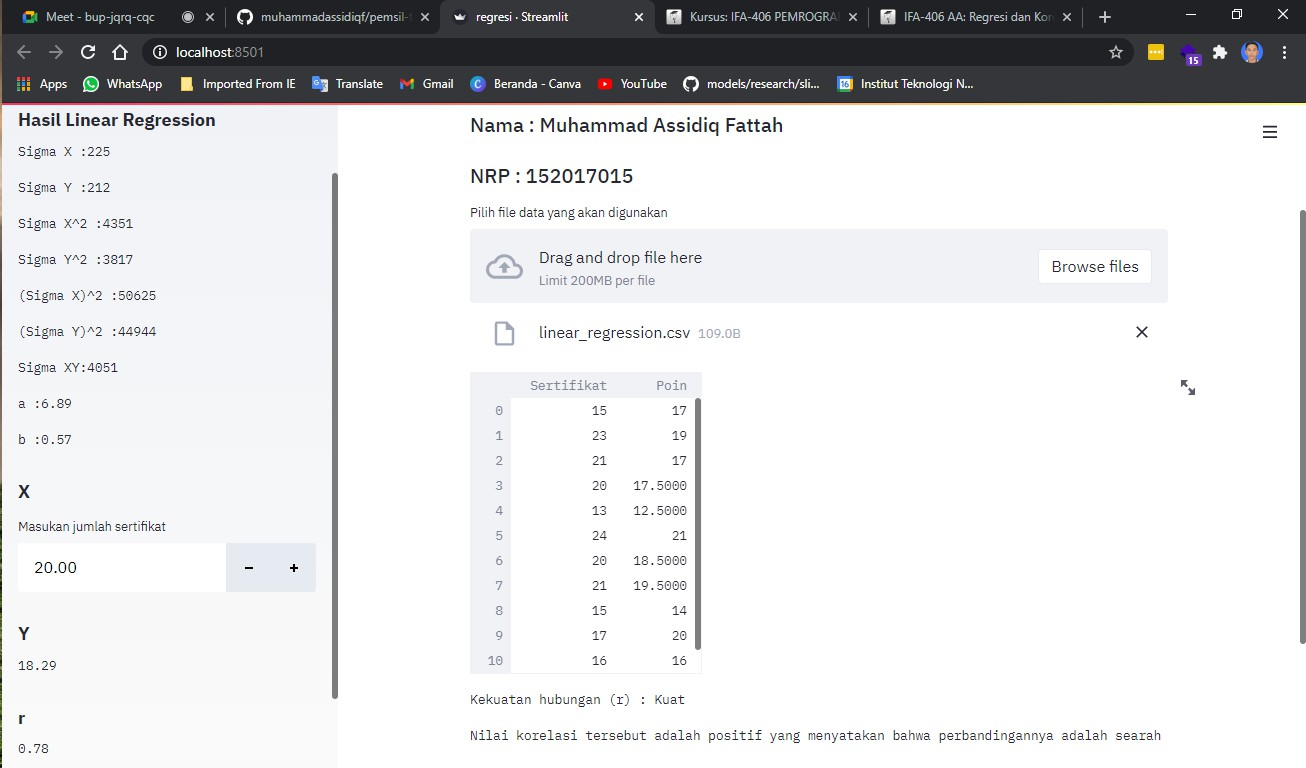 Meet - bup-jqrq-cqc
muhammadassidiqf/pemsil-
regresi · Streamlit
Kursus: IFA-406 PEMROGRA
IFA-406 AA: Regresi dan Kor
localhost:8501
15
Apps
WhatsApp
Imported From IE
Translate
Gmail
Beranda - Canva
YouTube
models/research/sli...
16
Institut Teknologi N...
Hasil Linear Regression
Sigma X :225
Sigma Y :212
Sigma X^2 :4351
Sigma Y^2 :3817
(Sigma X)^2 :50625
(Sigma Y)^2 :44944
Sigma XY:4051
a :6.89
b :0.57
X
Masukan jumlah sertifikat
20.00 - +
Y
18.29
r
0.78
Nama : Muhammad Assidiq Fattah
NRP : 152017015
Pilih file data yang akan digunakan
Drag and drop file here
Limit 200MB per file
Browse files
linear_regression.csv 109.0B
Sertifikat Poin
0 15 17
1 23 19
2 21 17
3 20 17.5000
4 13 12.5000
5 24 21
6 20 18.5000
7 21 19.5000
8 15 14
9 17 20
10 16 16
Kekuatan hubungan (r) : Kuat
Nilai korelasi tersebut adalah positif yang menyatakan bahwa perbandingannya adalah searah